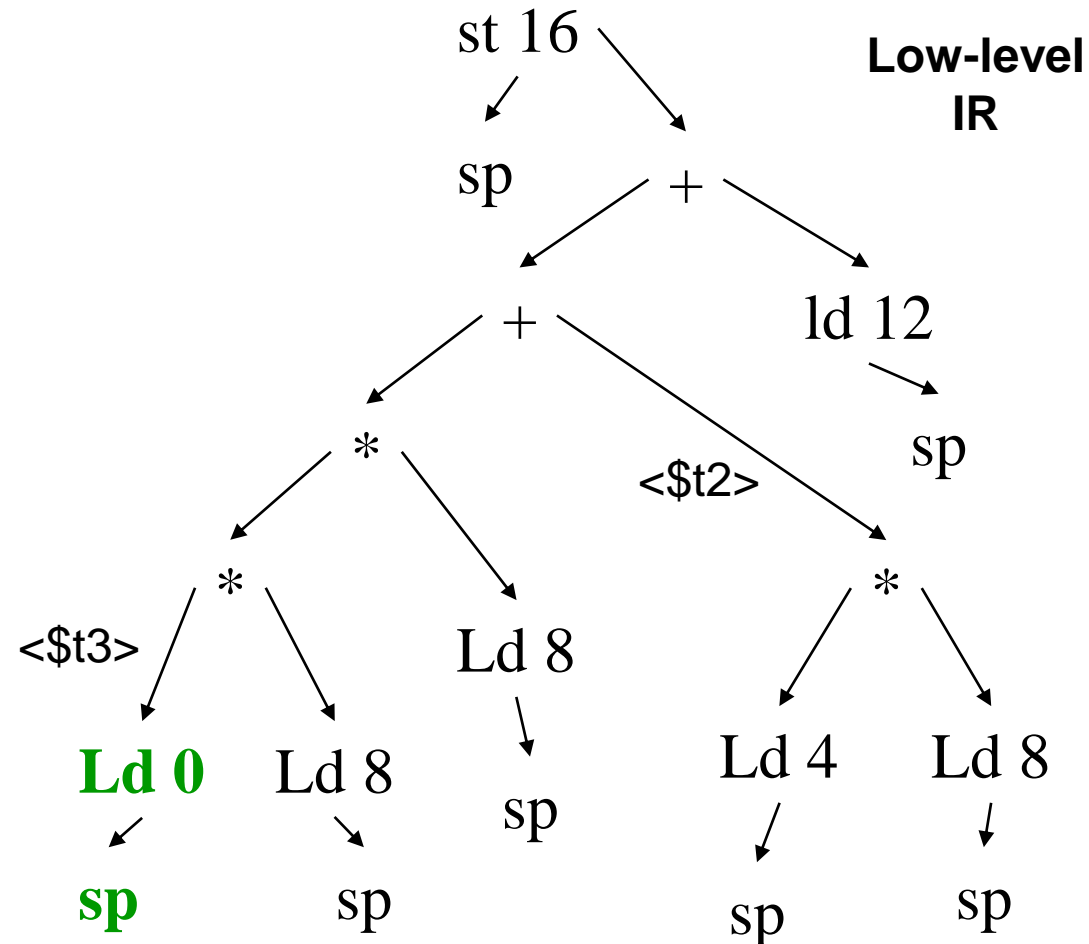 st 16
Low-level
IR
sp
+
+
ld 12
*
sp
<$t2>
*
*
<$t3>
Ld 8
Ld 0
Ld 8
Ld 4
Ld 8
sp
sp
sp
sp
sp